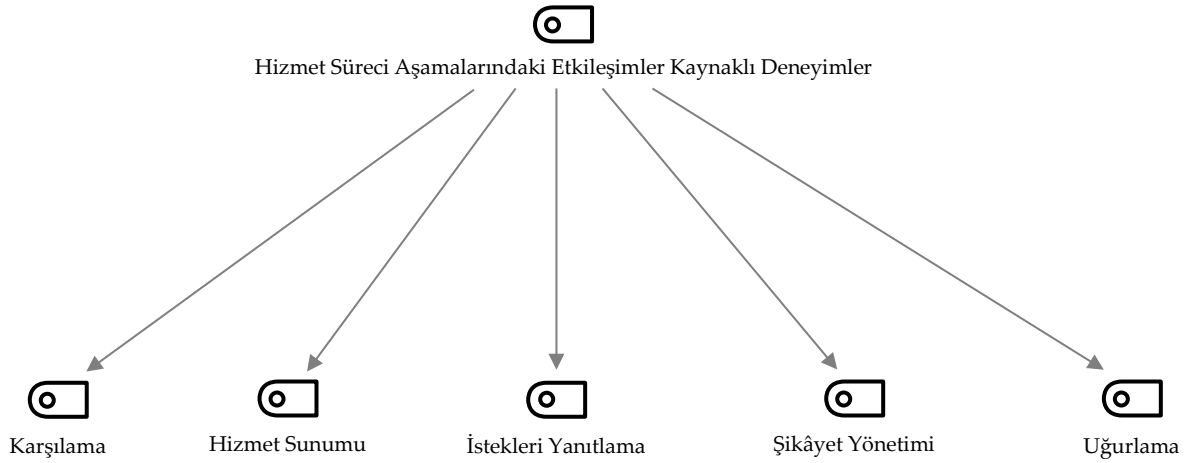 Hizmet Süreci Aşamalarındaki Etkileşimler Kaynaklı Deneyimler
Karşılama
Hizmet Sunumu
İstekleri Yanıtlama
Şikâyet Yönetimi
Uğurlama